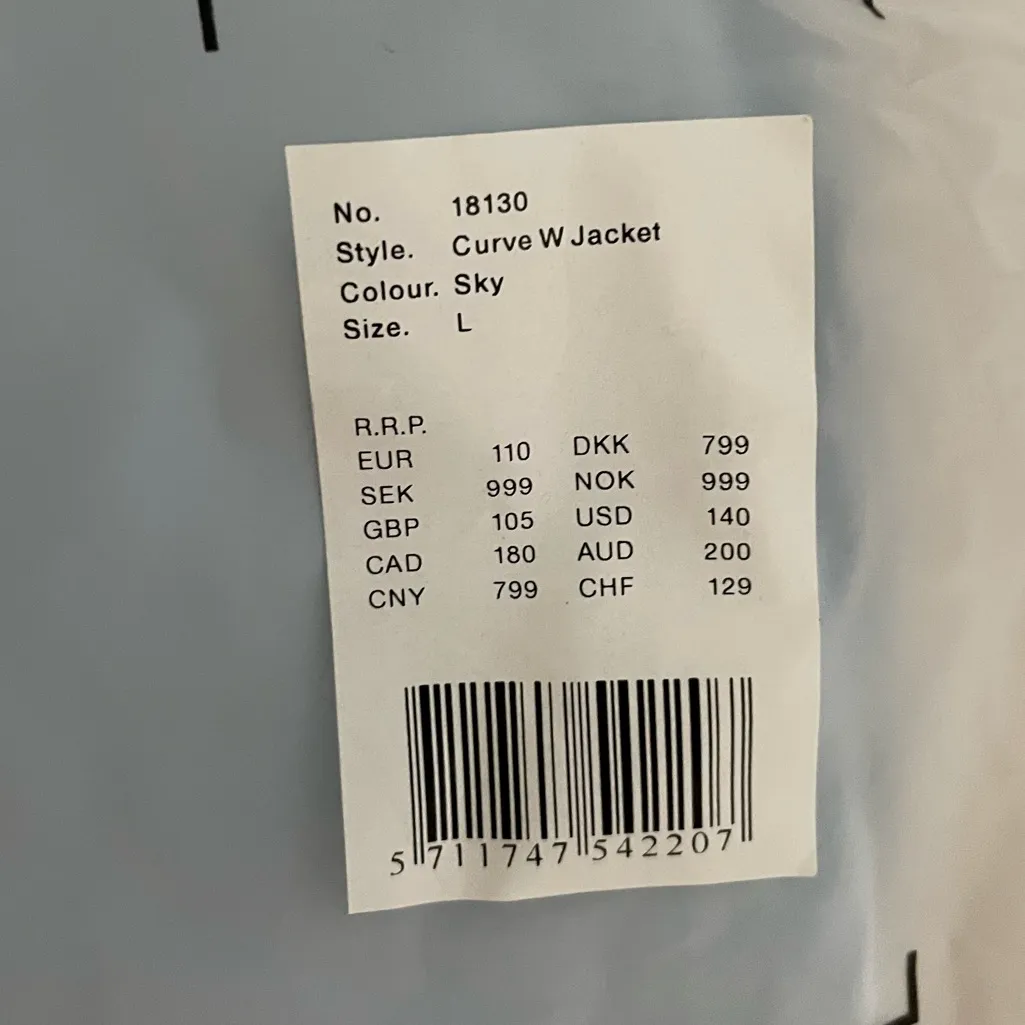 No. 18130
Style. Curve W Jacket
Colour. Sky
Size. L
R.R.P.
EUR 110 DKK 799
SEK 999 NOK 999
GBP 105 USD 140
CAD 180 AUD 200
CNY 799 CHF 129
5 711747 542207